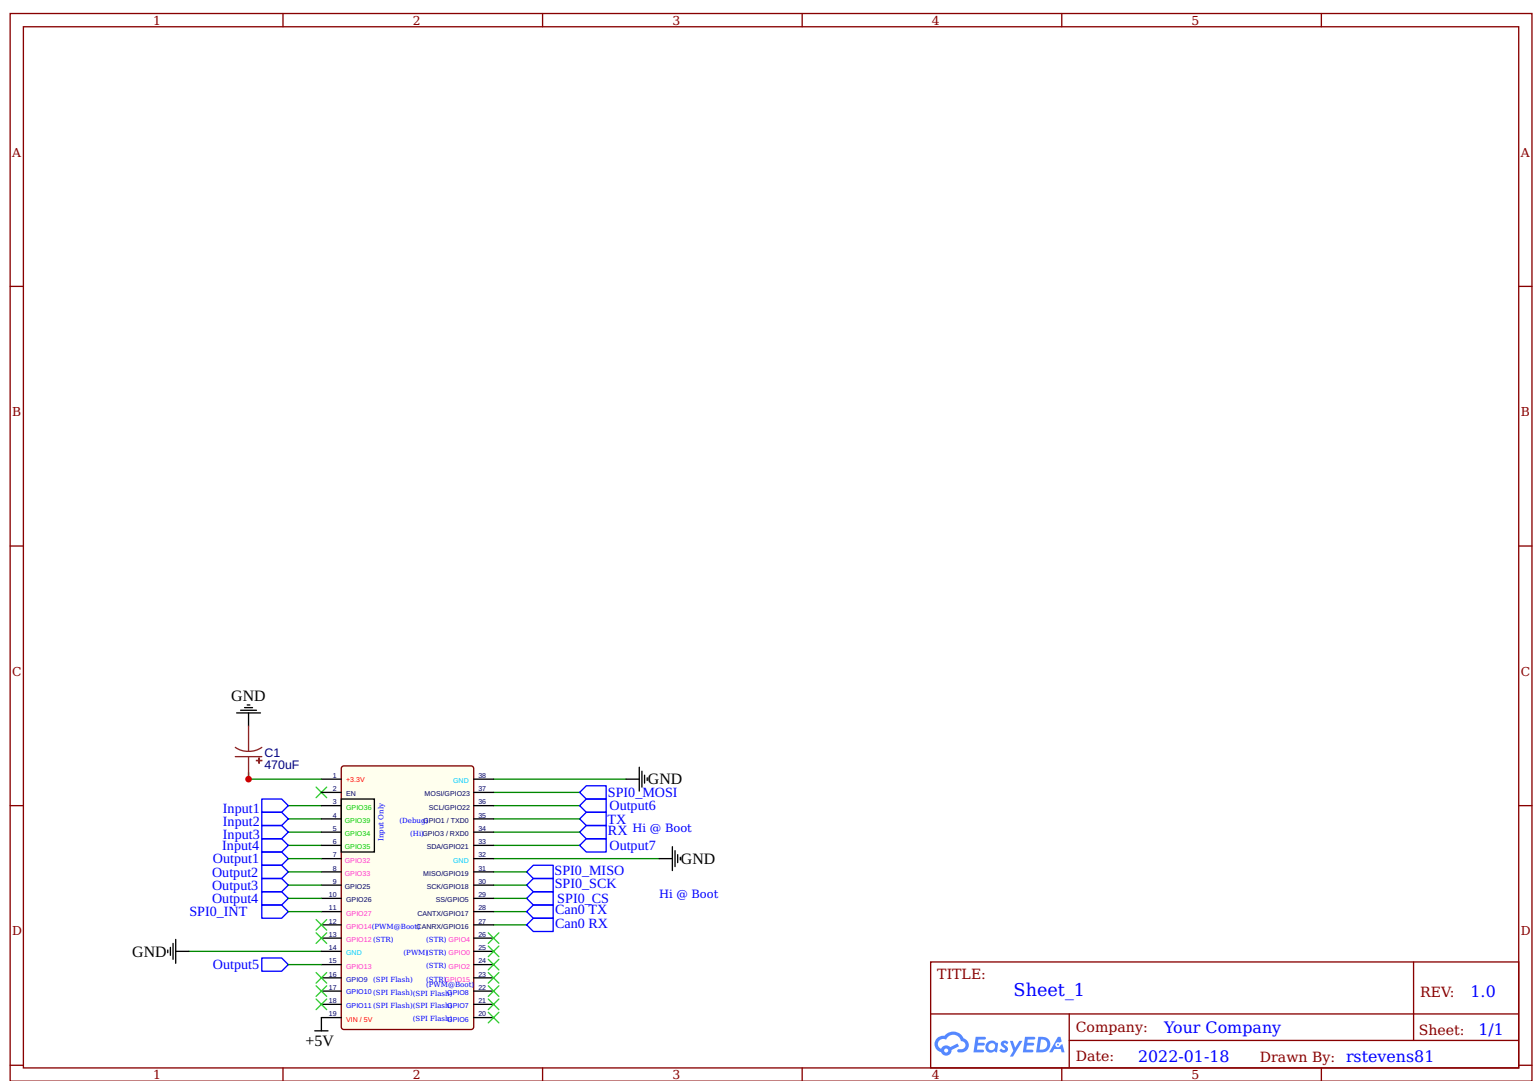 1 2 3 4 5
A A
B B
C C
D D
GND
C1
470uF
1 +3.3V
2 EN
Input1 3 GPIO36
Input2 4 GPIO39
Input3 5 GPIO34
Input4 6 GPIO35
Input Only
Output1 7 GPIO32
Output2 8 GPIO33
Output3 9 GPIO25
Output4 10 GPIO26
SPI0_INT 11 GPIO27
12 GPIO14 (PWM@Boot)
13 GPIO12 (STR)
GND 14 GND
Output5 15 GPIO13
16 GPIO9 (SPI Flash)
17 GPIO10 (SPI Flash)
18 GPIO11 (SPI Flash)
19 VIN / 5V
+5V
GND 38 GND
MOSI/GPIO23 37 SPI0_MOSI
SCL/GPIO22 36 Output6
(Debug) GPIO1 / TXD0 35 TX
(Hi) GPIO3 / RXD0 34 RX Hi @ Boot
SDA/GPIO21 33 Output7
GND 32 GND
MISO/GPIO19 31 SPI0_MISO
SCK/GPIO18 30 SPI0_SCK
SS/GPIO5 29 SPI0_CS Hi @ Boot
CANTX/GPIO17 28 Can0 TX
CANRX/GPIO16 27 Can0 RX
(STR) GPIO4 26
(PWM)(STR) GPIO0 25
(STR) GPIO2 24
(STR) GPIO15 23
(PWM@Boot)
(SPI Flash) GPIO8 22
(SPI Flash) GPIO7 21
(SPI Flash) GPIO6 20
TITLE:
Sheet_1
REV: 1.0
EasyEDA
Company: Your Company
Sheet: 1/1
Date: 2022-01-18 Drawn By: rstevens81
1 2 3 4 5